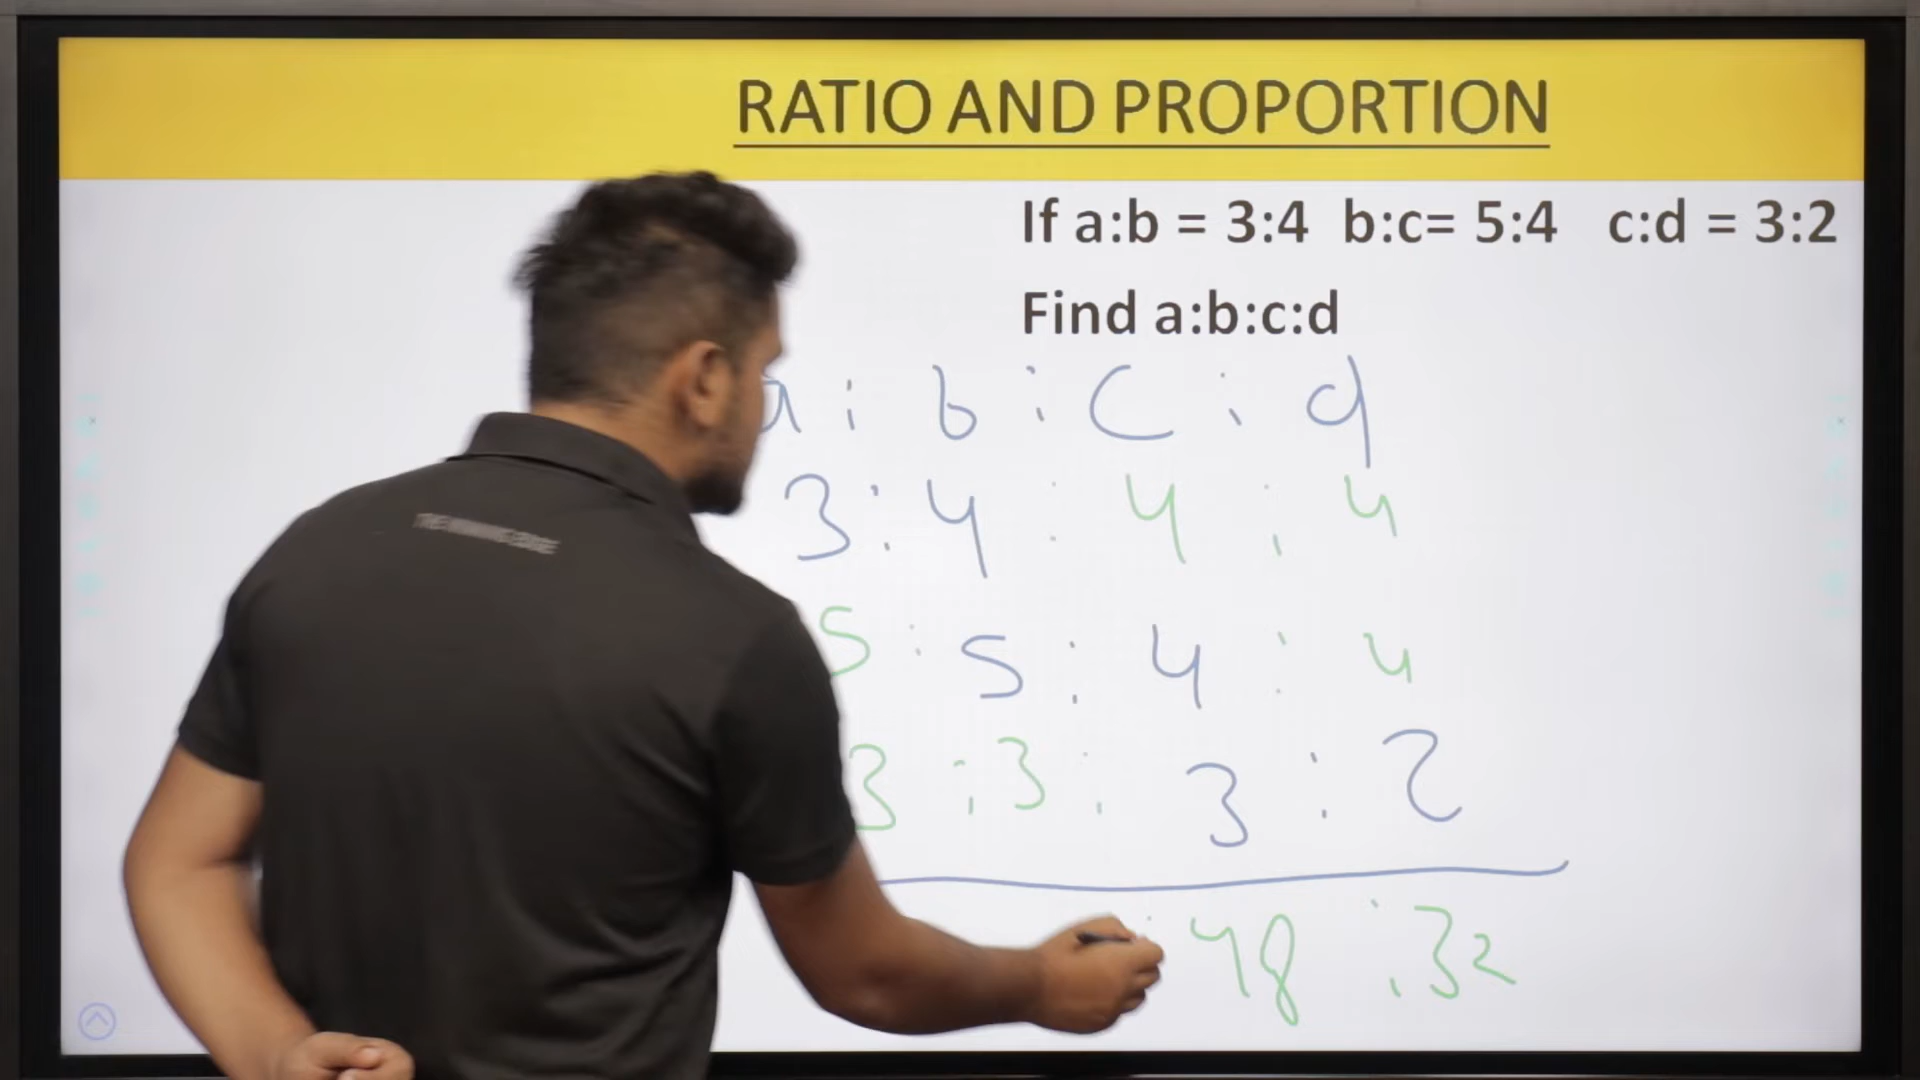 RATIO AND PROPORTION
If a:b = 3:4 b:c= 5:4 c:d = 3:2
Find a:b:c:d
a : b : c : d
3 : 4 : 4 : 4
5 : 5 : 4 : 4
3 : 3 : 3 : 2
: 48 : 32